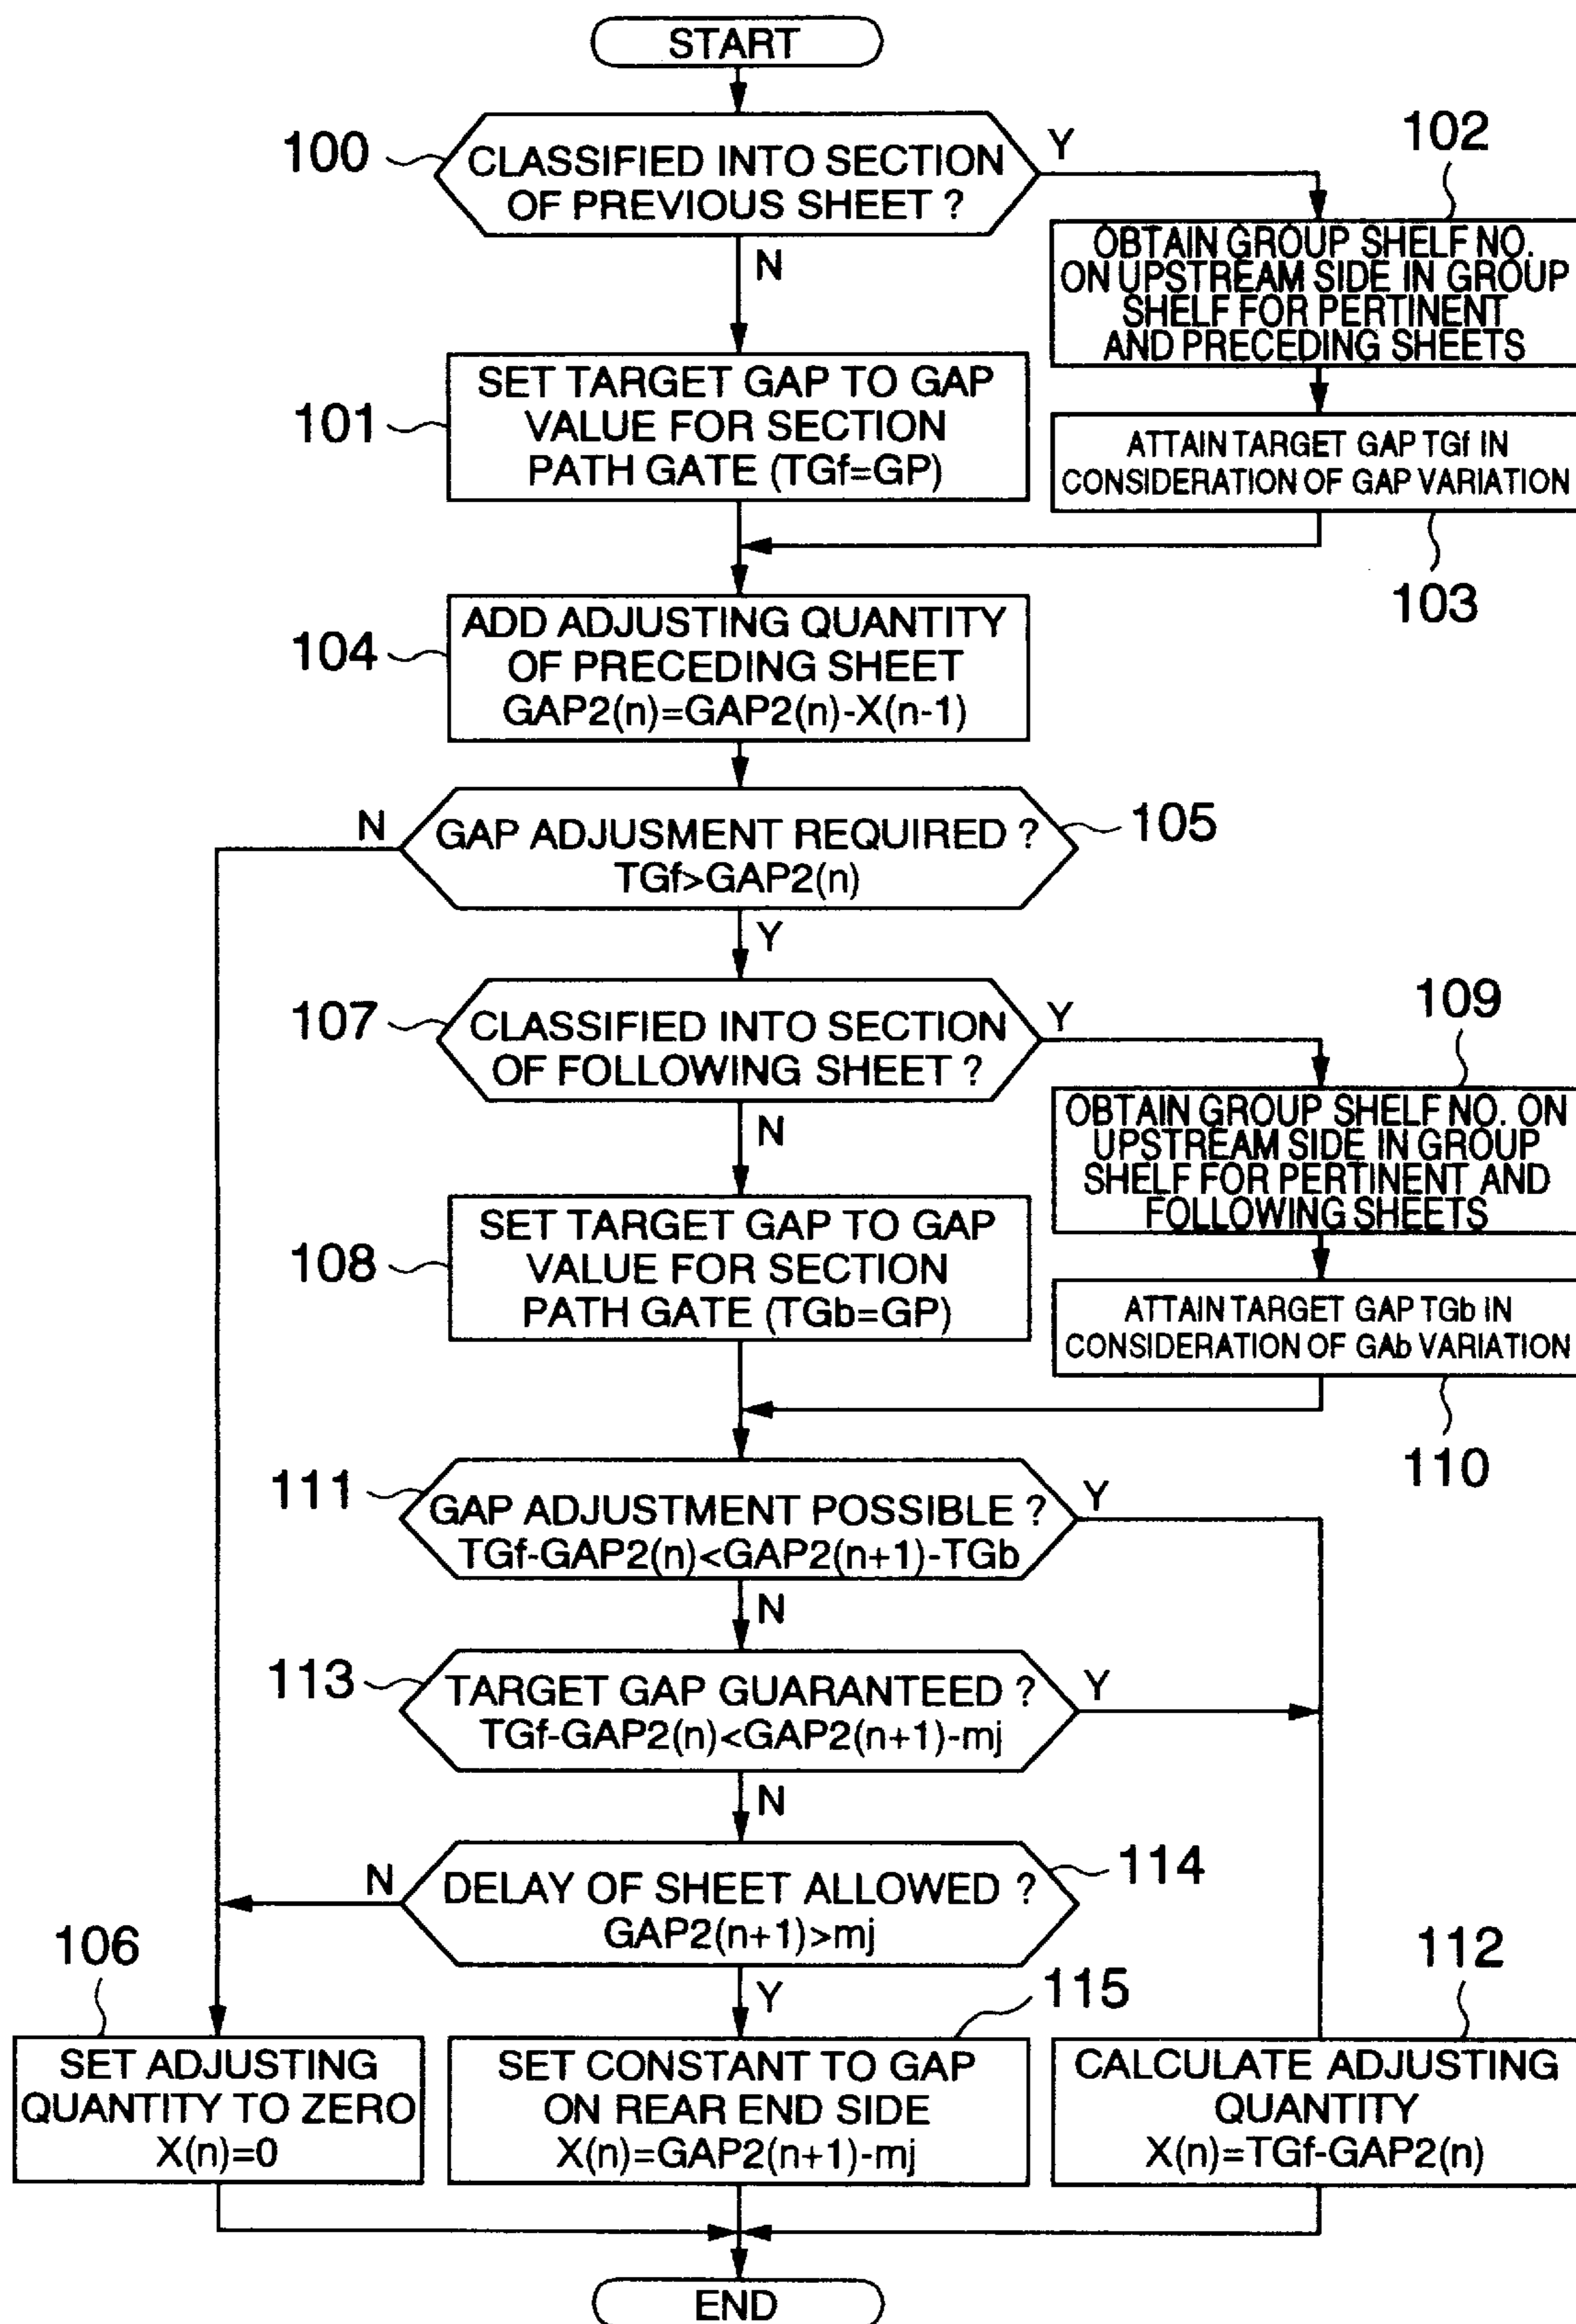 START
100
CLASSIFIED INTO SECTION
OF PREVIOUS SHEET ?
Y
N
102
OBTAIN GROUP SHELF NO.
ON UPSTREAM SIDE IN GROUP
SHELF FOR PERTINENT
AND PRECEDING SHEETS
101
SET TARGET GAP TO GAP
VALUE FOR SECTION
PATH GATE (TGf=GP)
ATTAIN TARGET GAP TGf IN
CONSIDERATION OF GAP VARIATION
103
104
ADD ADJUSTING QUANTITY
OF PRECEDING SHEET
GAP2(n)=GAP2(n)-X(n-1)
N
GAP ADJUSMENT REQUIRED ?
TGf>GAP2(n)
105
Y
107
CLASSIFIED INTO SECTION
OF FOLLOWING SHEET ?
Y
N
109
OBTAIN GROUP SHELF NO. ON
UPSTREAM SIDE IN GROUP
SHELF FOR PERTINENT AND
FOLLOWING SHEETS
108
SET TARGET GAP TO GAP
VALUE FOR SECTION
PATH GATE (TGb=GP)
ATTAIN TARGET GAP TGb IN
CONSIDERATION OF GAb VARIATION
110
111
GAP ADJUSTMENT POSSIBLE ?
TGf-GAP2(n)<GAP2(n+1)-TGb
Y
N
113
TARGET GAP GUARANTEED ?
TGf-GAP2(n)<GAP2(n+1)-mj
Y
N
N
DELAY OF SHEET ALLOWED ?
GAP2(n+1)>mj
114
Y
106
SET ADJUSTING
QUANTITY TO ZERO
X(n)=0
115
SET CONSTANT TO GAP
ON REAR END SIDE
X(n)=GAP2(n+1)-mj
112
CALCULATE ADJUSTING
QUANTITY
X(n)=TGf-GAP2(n)
END